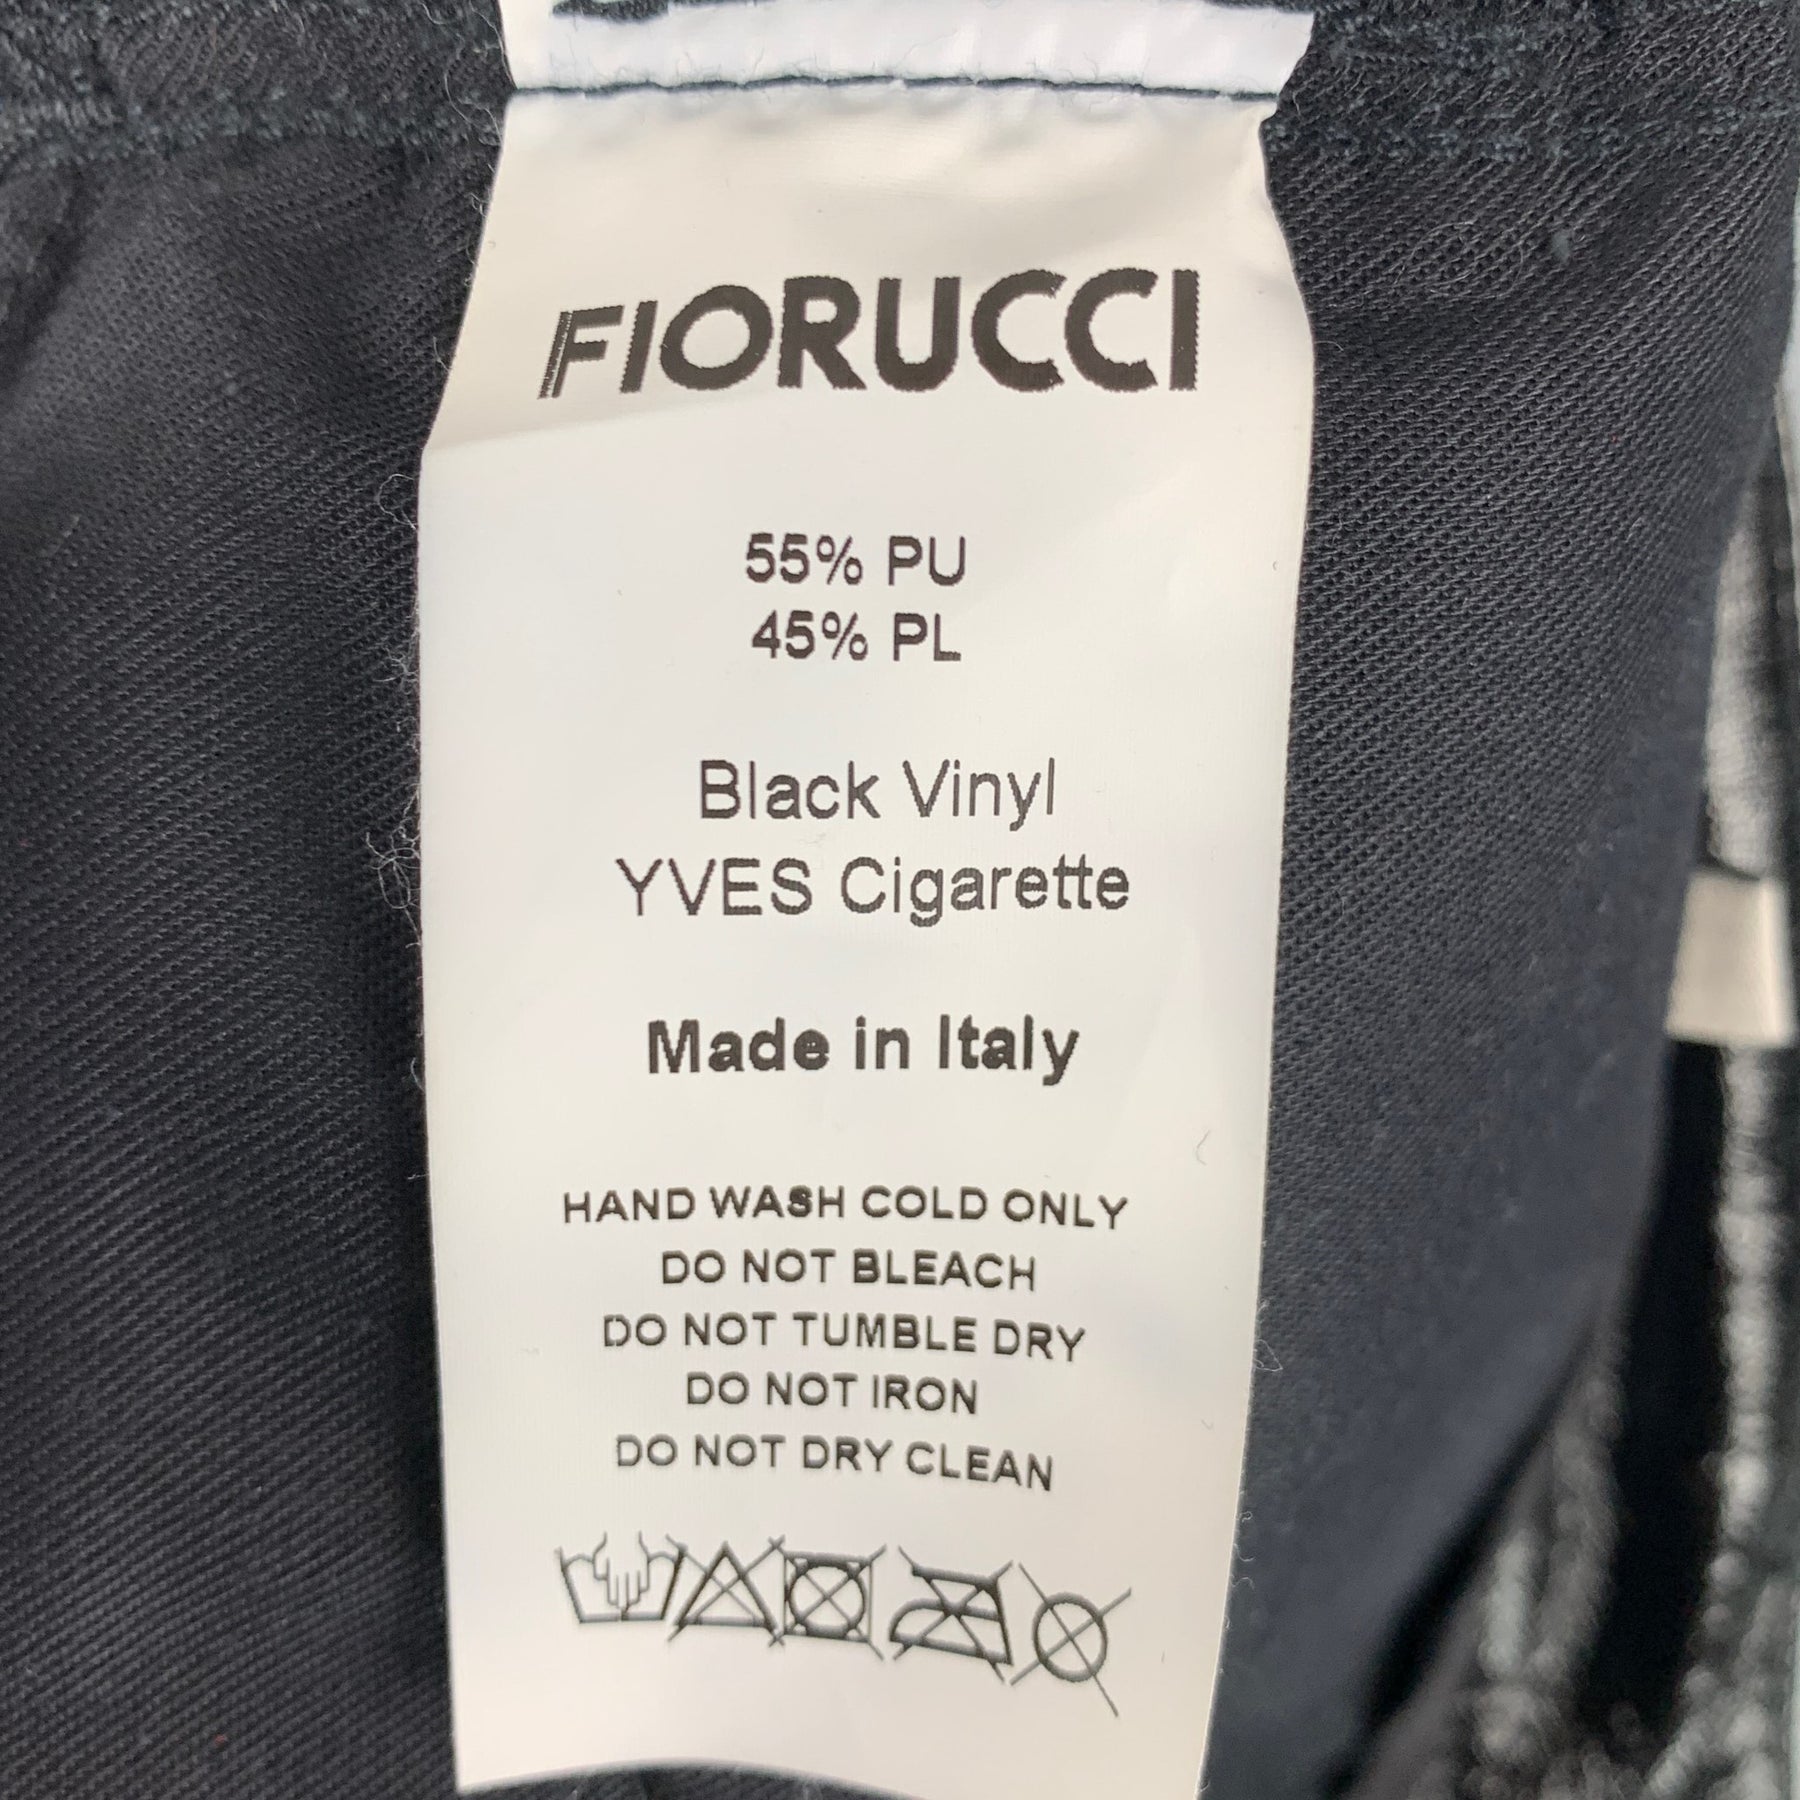 FIORUCCI
55% PU
45% PL
Black Vinyl
YVES Cigarette
Made in Italy
HAND WASH COLD ONLY
DO NOT BLEACH
DO NOT TUMBLE DRY
DO NOT IRON
DO NOT DRY CLEAN